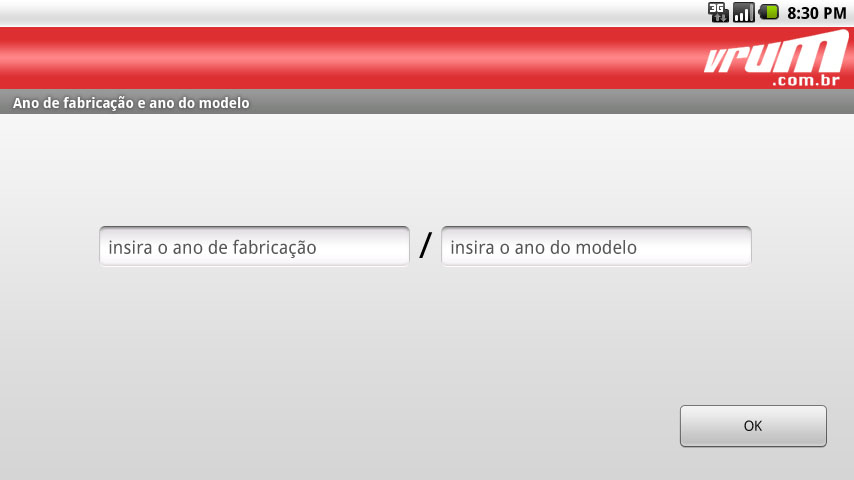 3G 8:30 PM
vrum
.com.br
Ano de fabricação e ano do modelo
insira o ano de fabricação / insira o ano do modelo
OK